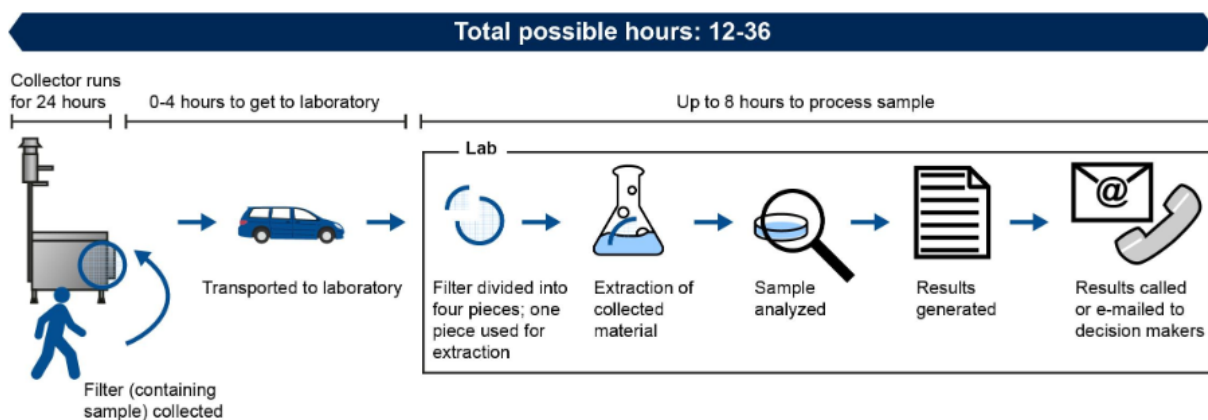 Total possible hours: 12-36
Collector runs
for 24 hours
0-4 hours to get to laboratory
Up to 8 hours to process sample
Lab
@
Transported to laboratory
Filter divided into
four pieces; one
piece used for
extraction
Extraction of
collected
material
Sample
analyzed
Results
generated
Results called
or e-mailed to
decision makers
Filter (containing
sample) collected